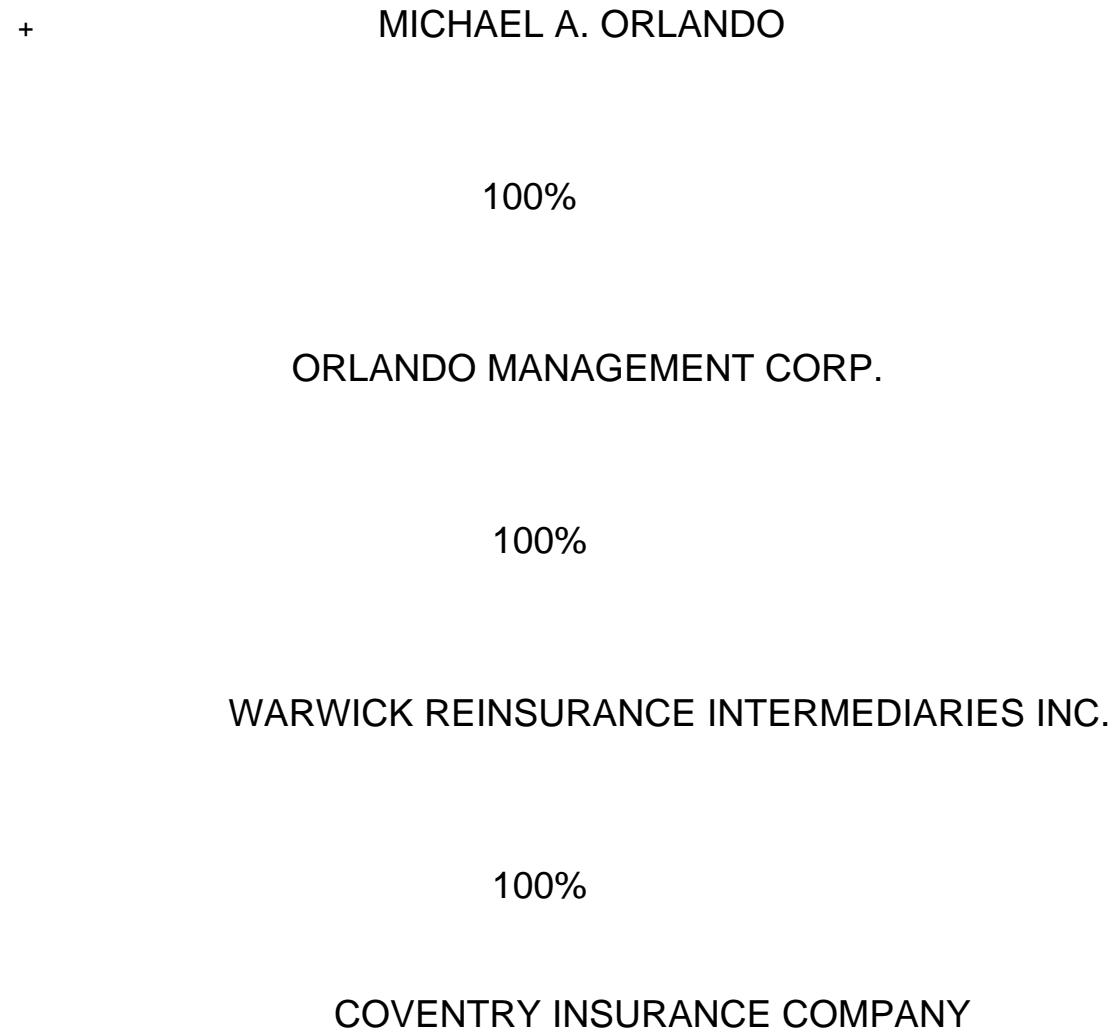 + MICHAEL A. ORLANDO
100%
ORLANDO MANAGEMENT CORP.
100%
WARWICK REINSURANCE INTERMEDIARIES INC.
100%
COVENTRY INSURANCE COMPANY